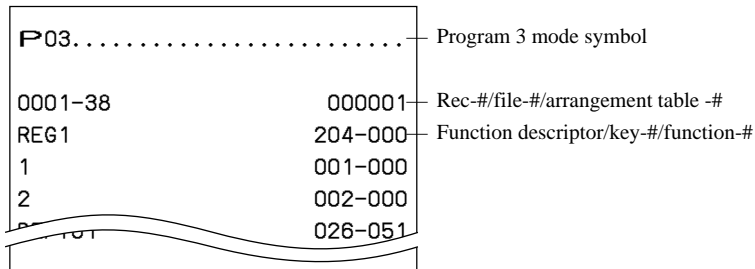 P03.......................... Program 3 mode symbol
0001-38 000001 Rec-#/file-#/arrangement table -#
REG1 204-000 Function descriptor/key-#/function-#
1 001-000
2 002-000
026-051